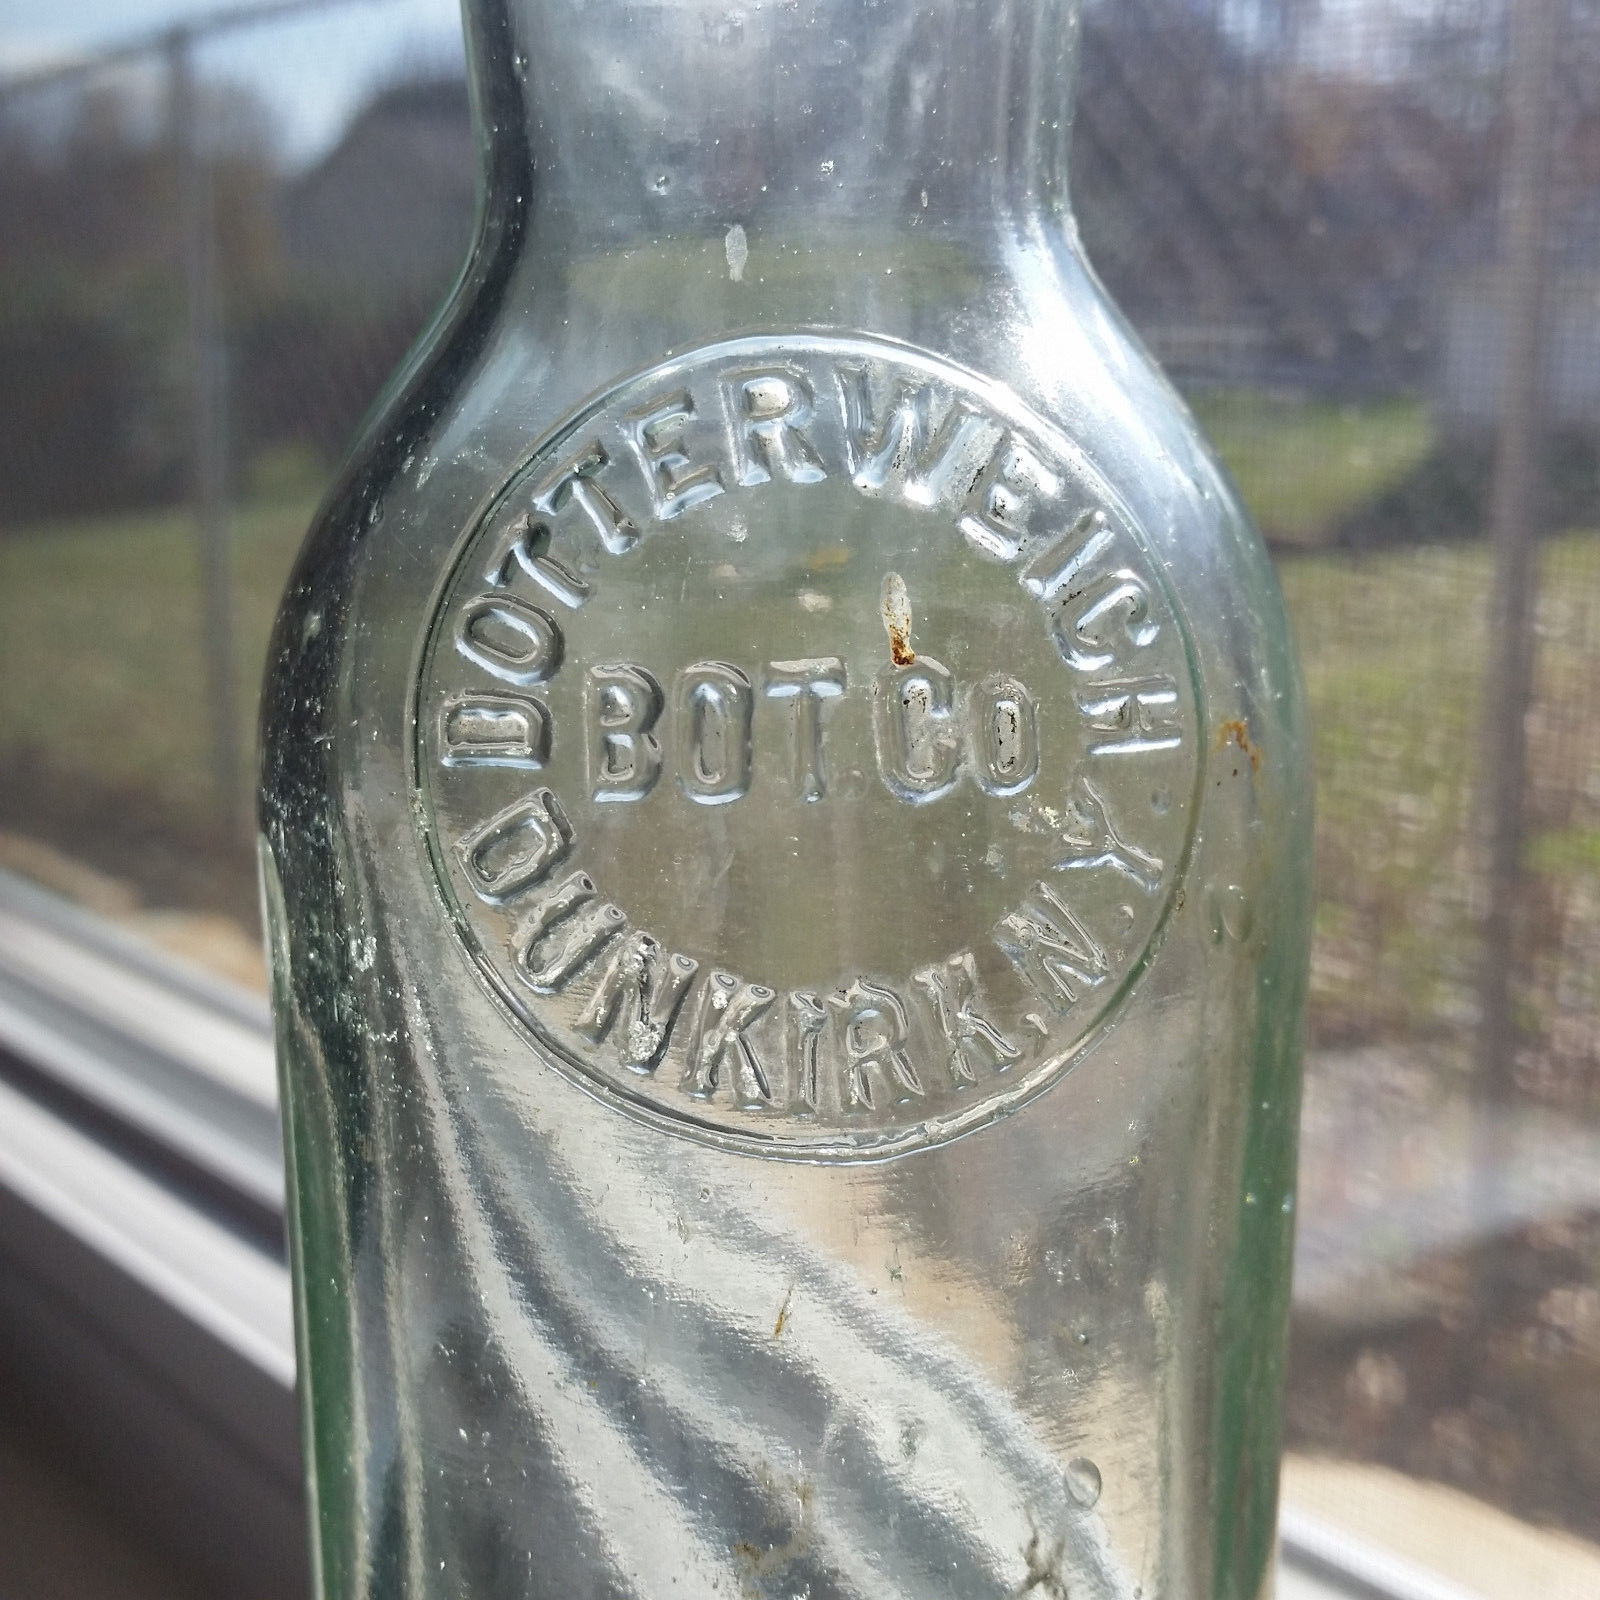 DOTTERWEICH
BOT. Co
DUNKIRK, N.Y.